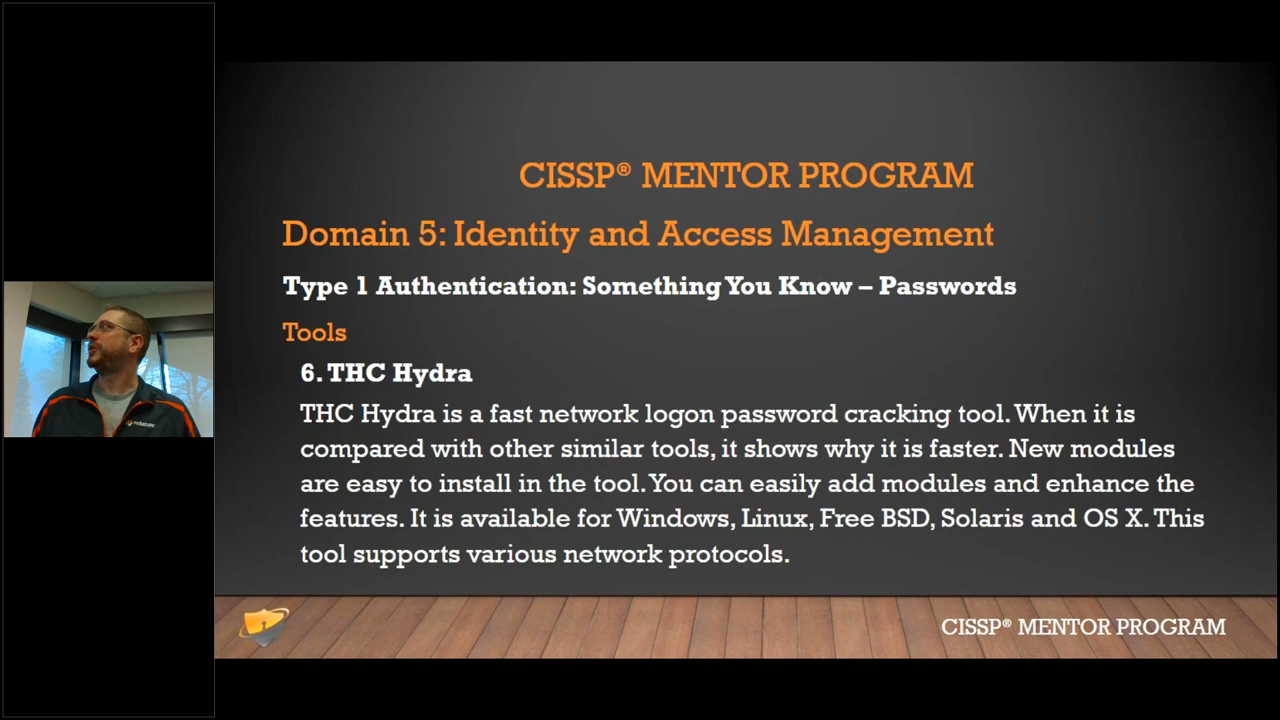 CISSP® MENTOR PROGRAM
Domain 5: Identity and Access Management
Type 1 Authentication: Something You Know – Passwords
Tools
6. THC Hydra
THC Hydra is a fast network logon password cracking tool. When it is
compared with other similar tools, it shows why it is faster. New modules
are easy to install in the tool. You can easily add modules and enhance the
features. It is available for Windows, Linux, Free BSD, Solaris and OS X. This
tool supports various network protocols.
CISSP® MENTOR PROGRAM